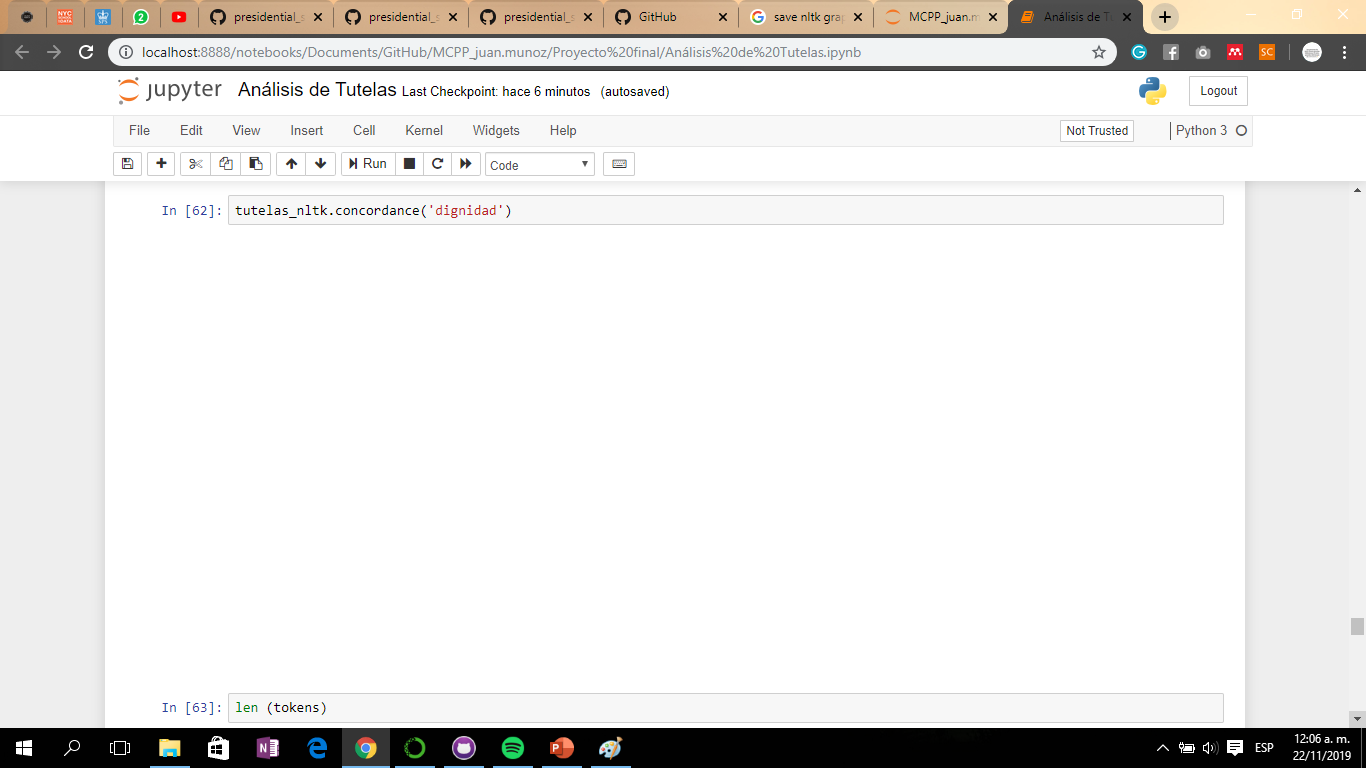 presidential_s
presidential_s
presidential_s
GitHub
save nltk grap
MCPP_juan.m
Análisis de Tu
localhost:8888/notebooks/Documents/GitHub/MCPP_juan.munoz/Proyecto%20final/Análisis%20de%20Tutelas.ipynb
jupyter Análisis de Tutelas Last Checkpoint: hace 6 minutos (autosaved)
Logout
File Edit View Insert Cell Kernel Widgets Help
Not Trusted
Python 3
Run
Code
In [62]: tutelas_nltk.concordance('dignidad')
In [63]: len (tokens)
ESP
12:06 a. m.
22/11/2019